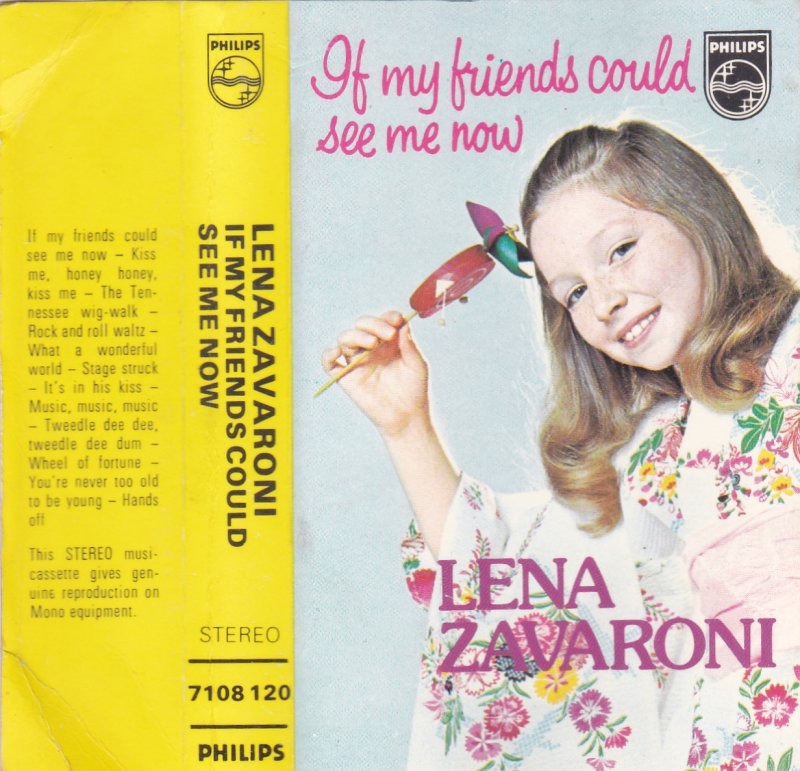 PHILIPS
If my friends could
see me now – Kiss
me, honey honey,
kiss me – The Ten-
nessee wig-walk –
Rock and roll waltz –
What a wonderful
world – Stage struck
– It's in his kiss –
Music, music, music
– Tweedle dee dee,
tweedle dee dum –
Wheel of fortune –
You're never too old
to be young – Hands
off
This STEREO musi-
cassette gives gen-
uine reproduction on
Mono equipment.
LENA ZAVARONI
IF MY FRIENDS COULD
SEE ME NOW
STEREO
7108 120
PHILIPS
If my friends could
see me now
PHILIPS
LENA
ZAVARONI